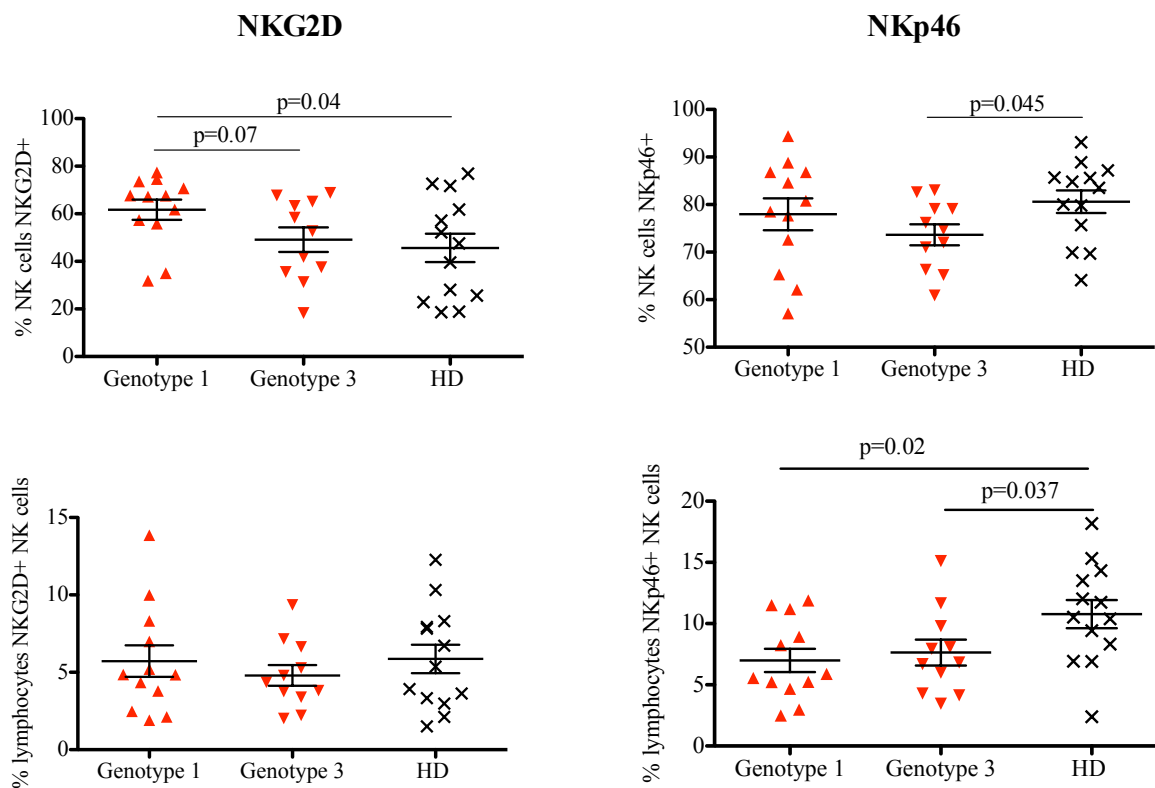 NKG2D
NKp46
% NK cells NKG2D+
100
80
60
40
20
0
p=0.04
p=0.07
Genotype 1
Genotype 3
HD
% NK cells NKp46+
100
90
80
70
60
50
p=0.045
Genotype 1
Genotype 3
HD
% lymphocytes NKG2D+ NK cells
15
10
5
0
Genotype 1
Genotype 3
HD
% lymphocytes NKp46+ NK cells
20
15
10
5
0
p=0.02
p=0.037
Genotype 1
Genotype 3
HD